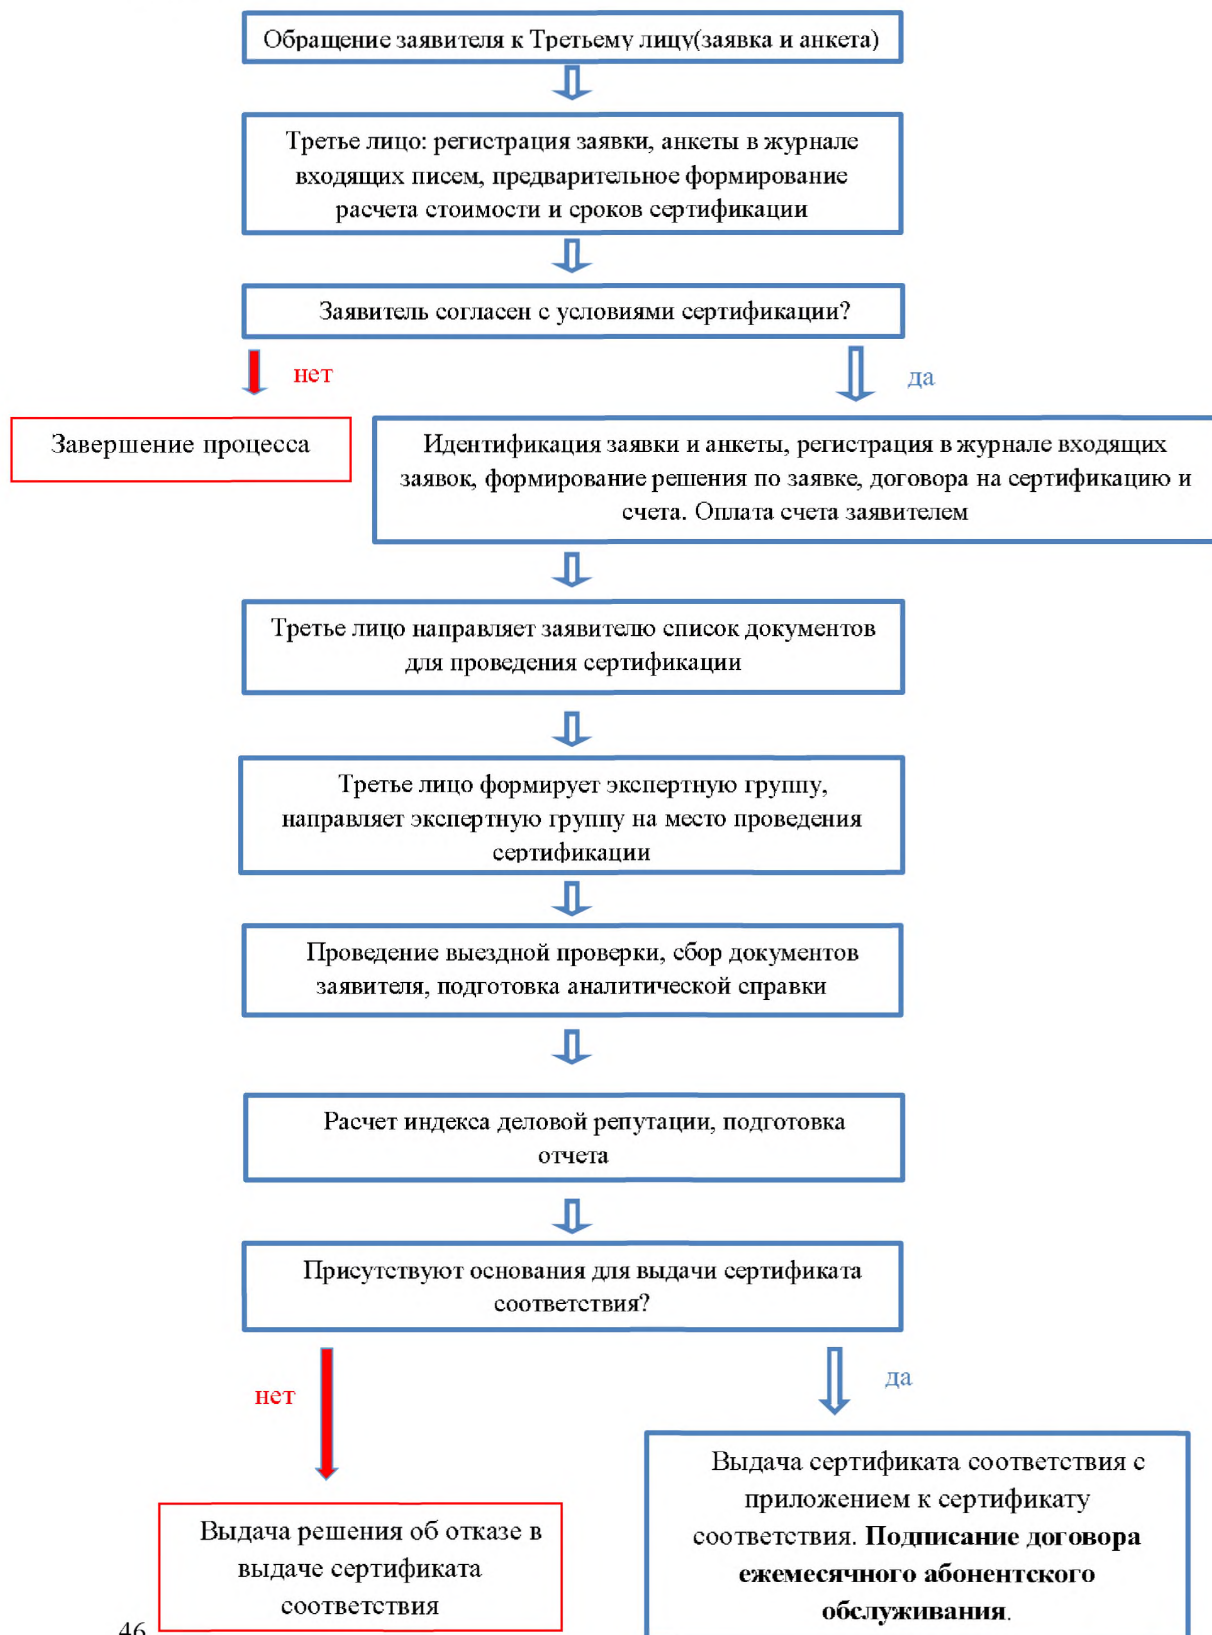 Обращение заявителя к Третьему лицу(заявка и анкета)
Третье лицо: регистрация заявки, анкеты в журнале
входящих писем, предварительное формирование
расчета стоимости и сроков сертификации
Заявитель согласен с условиями сертификации?
нет
да
Завершение процесса
Идентификация заявки и анкеты, регистрация в журнале входящих
заявок, формирование решения по заявке, договора на сертификацию и
счета. Оплата счета заявителем
Третье лицо направляет заявителю список документов
для проведения сертификации
Третье лицо формирует экспертную группу,
направляет экспертную группу на место проведения
сертификации
Проведение выездной проверки, сбор документов
заявителя, подготовка аналитической справки
Расчет индекса деловой репутации, подготовка
отчета
Присутствуют основания для выдачи сертификата
соответствия?
нет
да
Выдача решения об отказе в
выдаче сертификата
соответствия
Выдача сертификата соответствия с
приложением к сертификату
соответствия. Подписание договора
ежемесячного абонентского
обслуживания.
46